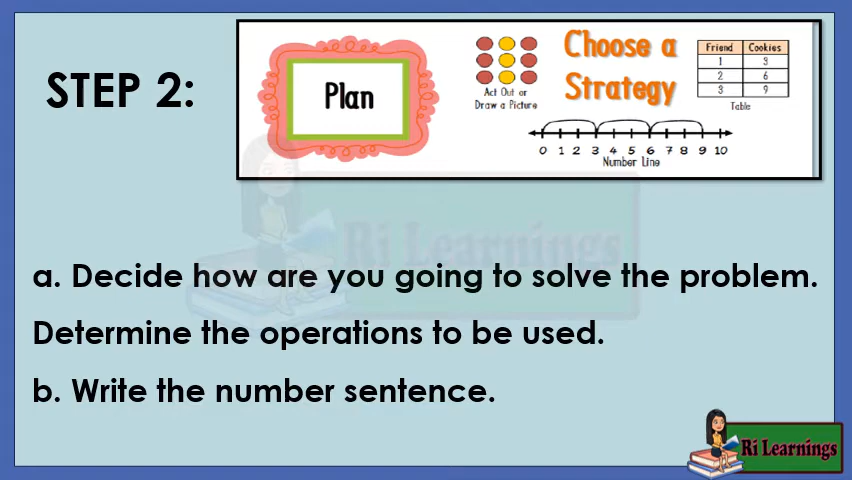 STEP 2:
Plan
Act Out or
Draw a Picture
Choose a
Strategy
Friend Cookies
1 3
2 6
3 9
Table
0 1 2 3 4 5 6 7 8 9 10
Number Line
Ri Learnings
a. Decide how are you going to solve the problem.
Determine the operations to be used.
b. Write the number sentence.
Ri Learnings